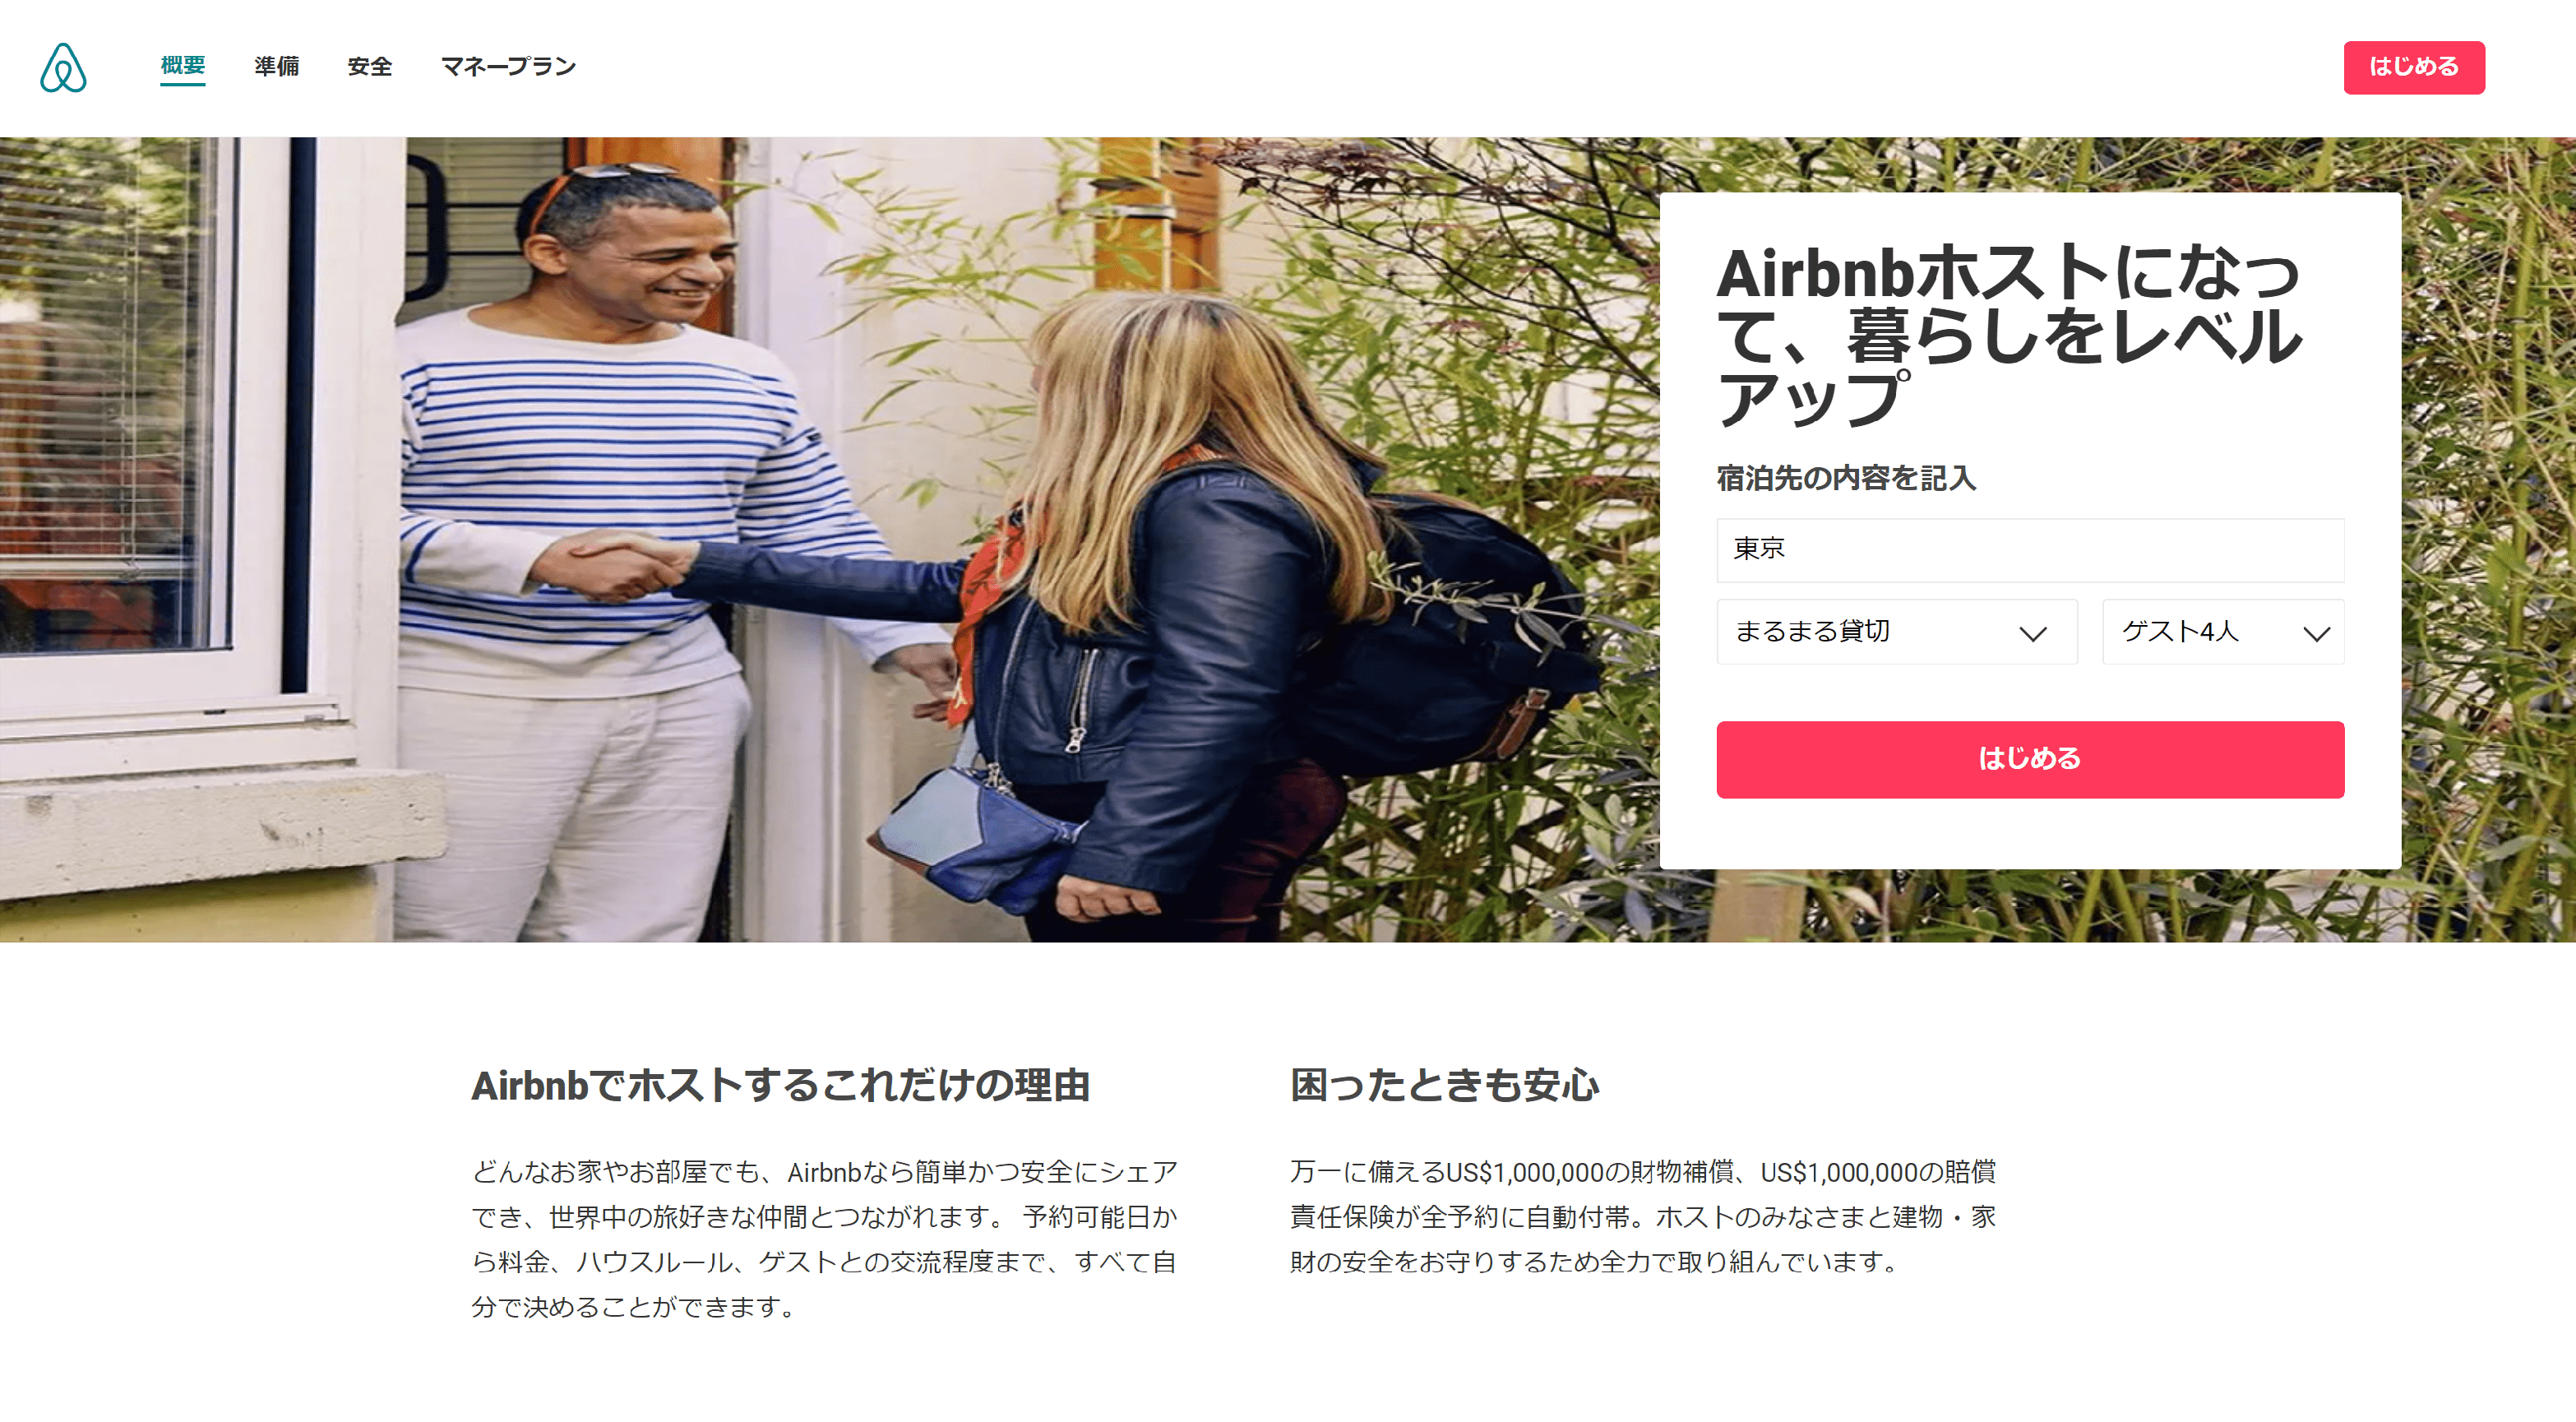 概要 準備 安全 マネープラン はじめる
Airbnbホストになっ
て、暮らしをレベル
アップ
宿泊先の内容を記入
東京
まるまる貸切 ゲスト4人
はじめる
Airbnbでホストするこれだけの理由
どんなお家やお部屋でも、Airbnbなら簡単かつ安全にシェア
でき、世界中の旅好きな仲間とつながれます。 予約可能日か
ら料金、ハウスルール、ゲストとの交流程度まで、すべて自
分で決めることができます。
困ったときも安心
万一に備えるUS$1,000,000の財物補償、US$1,000,000の賠償
責任保険が全予約に自動付帯。ホストのみなさまと建物・家
財の安全をお守りするため全力で取り組んでいます。